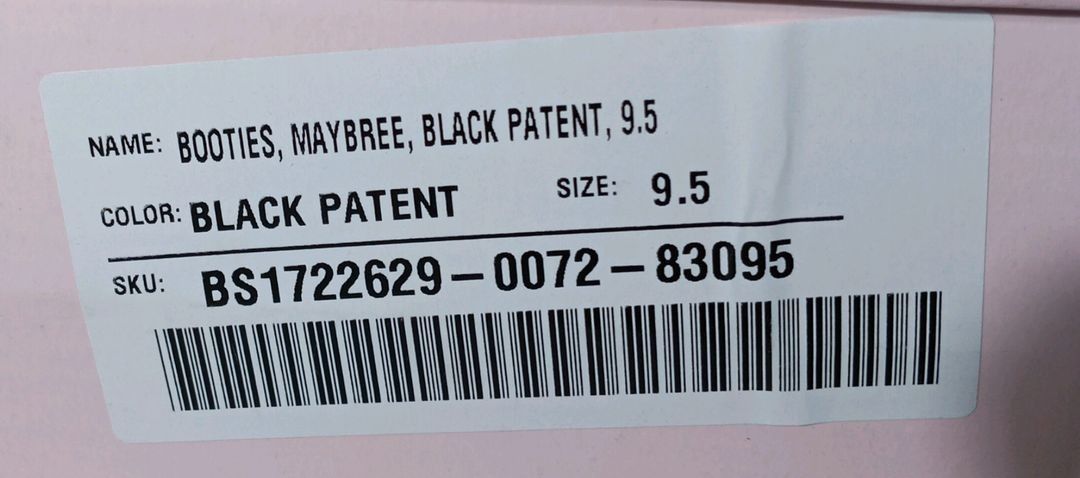 NAME: BOOTIES, MAYBREE, BLACK PATENT, 9.5
COLOR: BLACK PATENT SIZE: 9.5
SKU: BS1722629-0072-83095